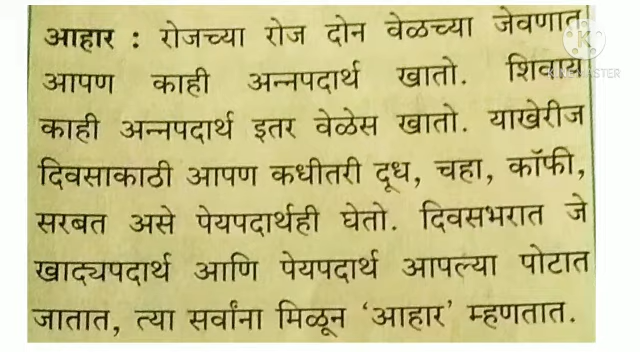 आहार : रोजच्या रोज दोन वेळच्या जेवणात
आपण काही अन्नपदार्थ खातो. शिवाय
काही अन्नपदार्थ इतर वेळेस खातो. याखेरीज
दिवसाकाठी आपण कधीतरी दूध, चहा, कॉफी,
सरबत असे पेयपदार्थही घेतो. दिवसभरात जे
खाद्यपदार्थ आणि पेयपदार्थ आपल्या पोटात
जातात, त्या सर्वांना मिळून ‘आहार’ म्हणतात.
KINEMASTER